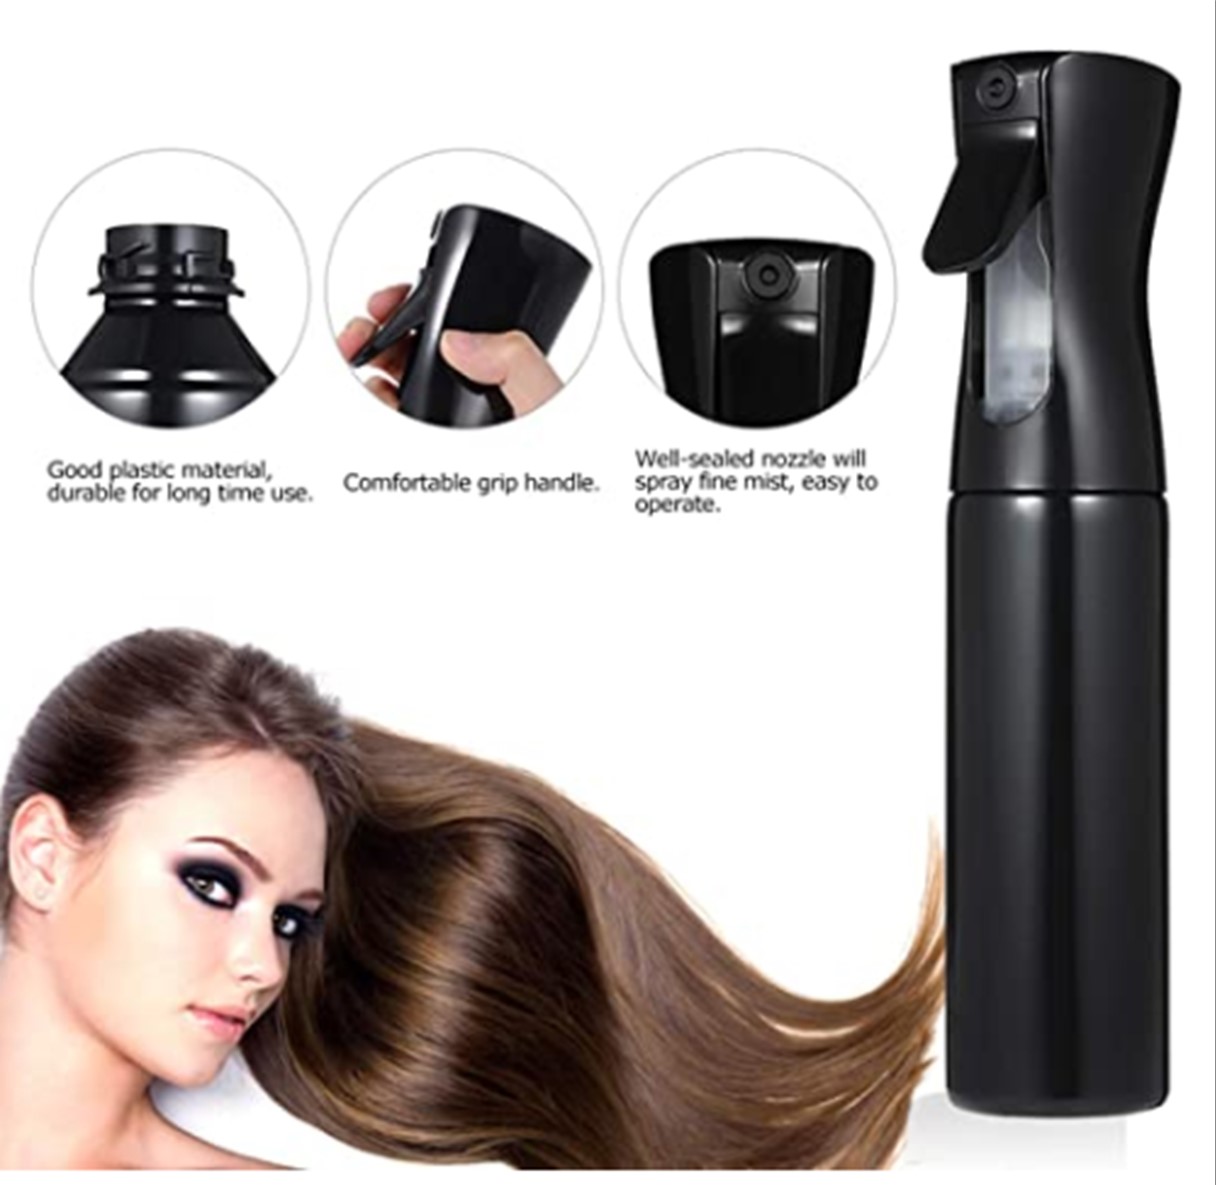 Good plastic material,
durable for long time use.
Comfortable grip handle.
Well-sealed nozzle will
spray fine mist, easy to
operate.